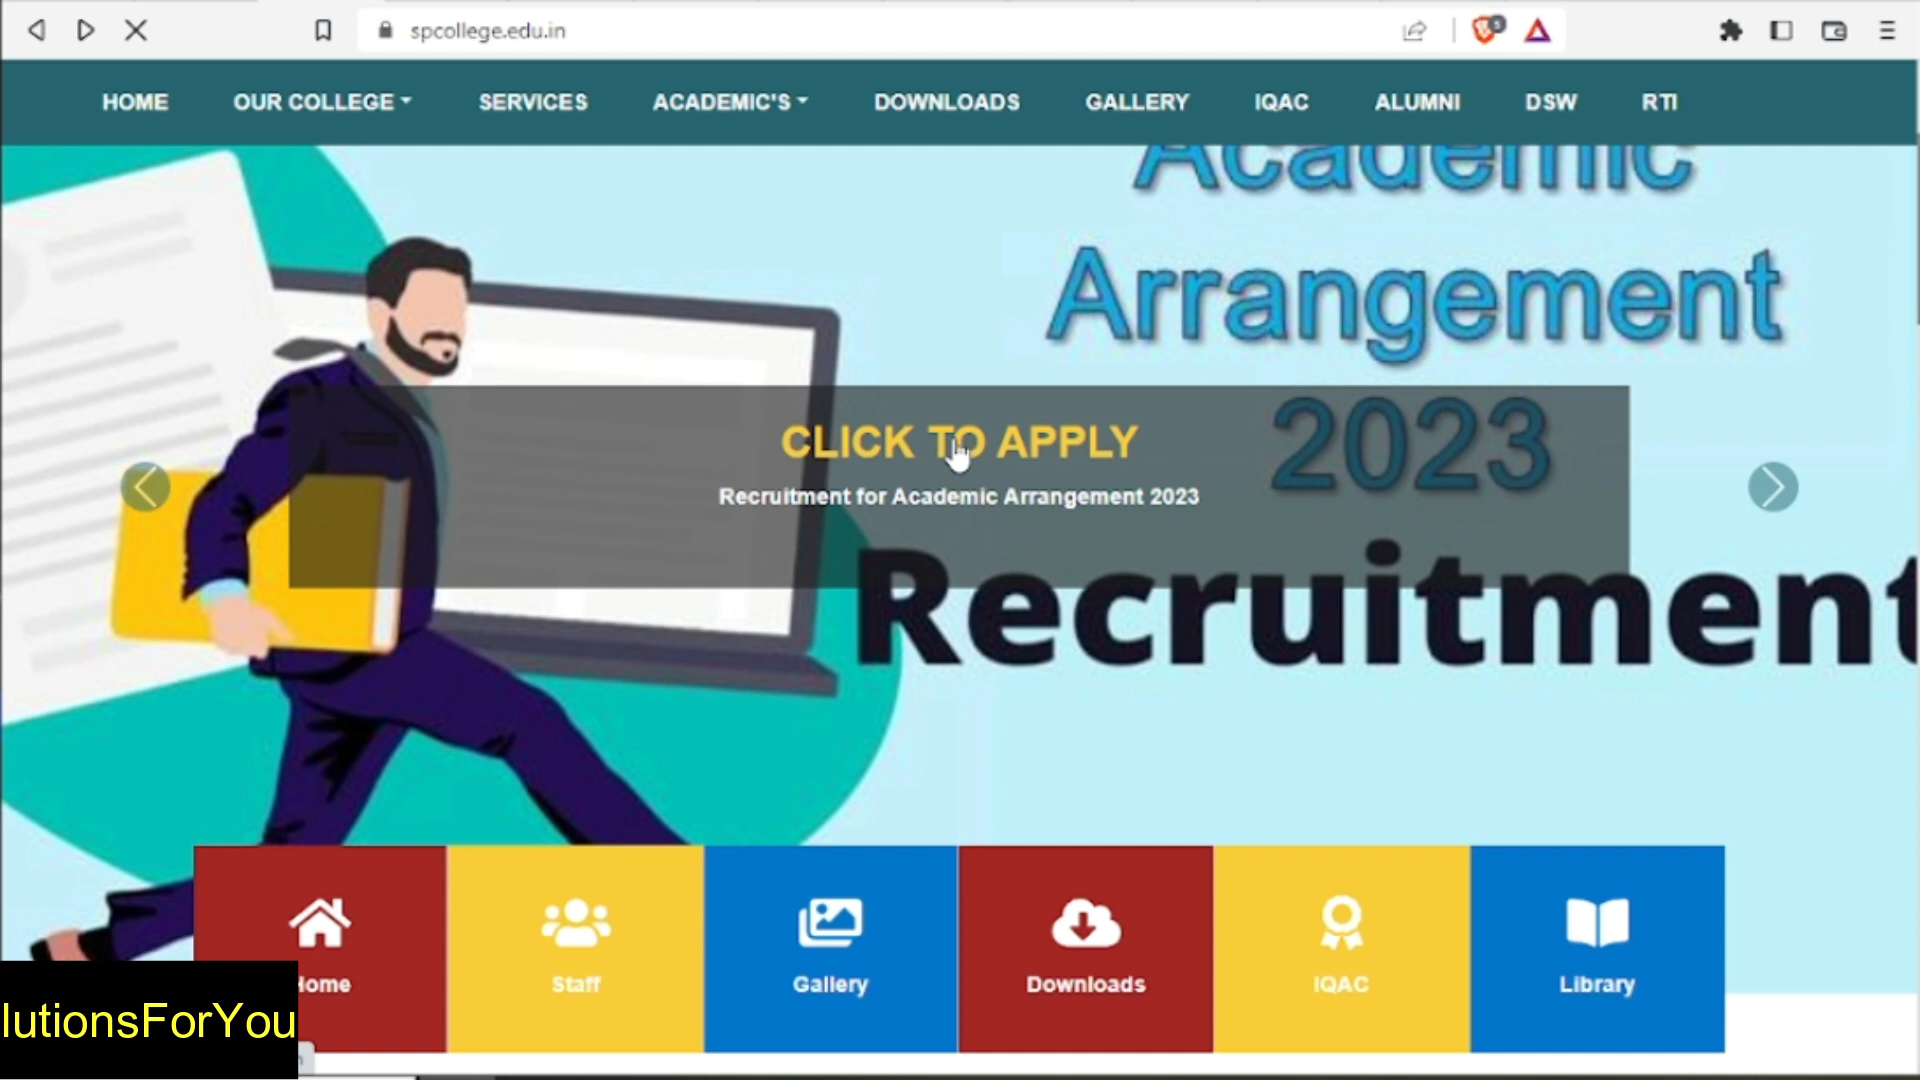 spcollege.edu.in
HOME OUR COLLEGE SERVICES ACADEMIC'S DOWNLOADS GALLERY IQAC ALUMNI DSW RTI
Academic
Arrangement
2023
CLICK TO APPLY
Recruitment for Academic Arrangement 2023
Recruitment
Home Staff Gallery Downloads IQAC Library
lutionsForYou